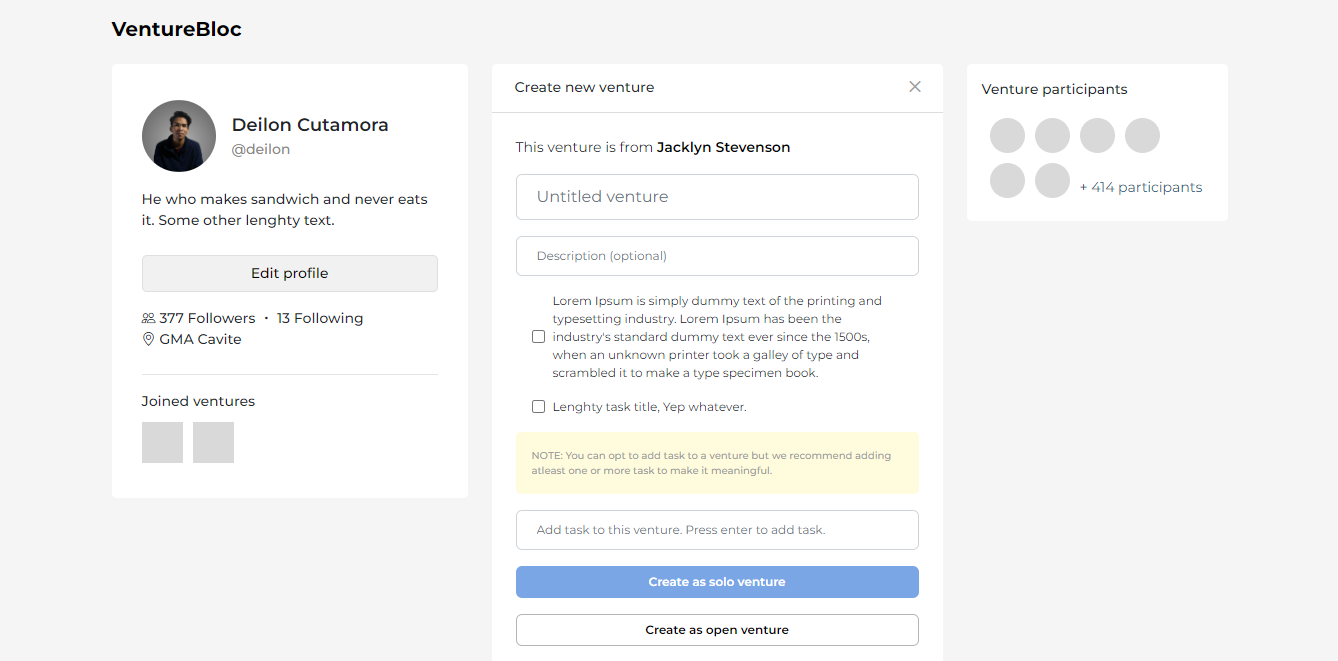 VentureBloc
Deilon Cutamora
@deilon
He who makes sandwich and never eats
it. Some other lenghty text.
Edit profile
377 Followers · 13 Following
GMA Cavite
Joined ventures
Create new venture
This venture is from Jacklyn Stevenson
Untitled venture
Description (optional)
Lorem Ipsum is simply dummy text of the printing and
typesetting industry. Lorem Ipsum has been the
industry's standard dummy text ever since the 1500s,
when an unknown printer took a galley of type and
scrambled it to make a type specimen book.
Lenghty task title, Yep whatever.
NOTE: You can opt to add task to a venture but we recommend adding
atleast one or more task to make it meaningful.
Add task to this venture. Press enter to add task.
Create as solo venture
Create as open venture
Venture participants
+ 414 participants